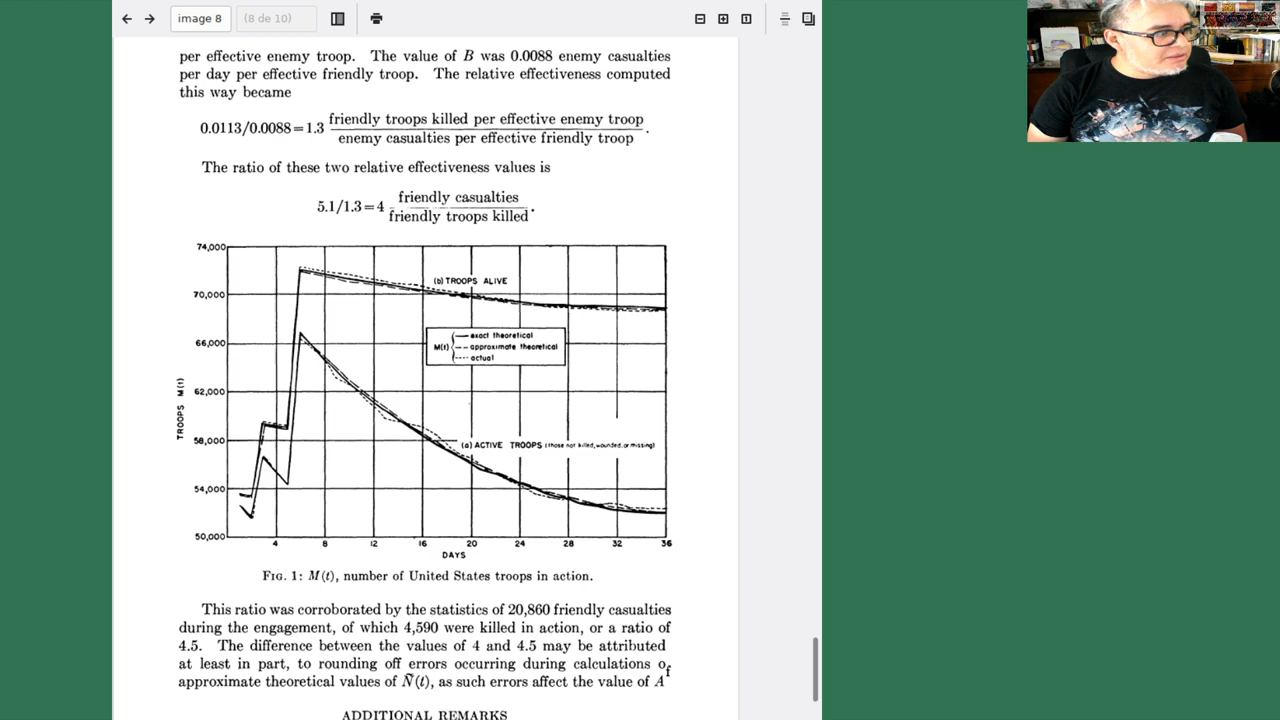 image 8
(8 de 10)
per effective enemy troop. The value of B was 0.0088 enemy casualties
per day per effective friendly troop. The relative effectiveness computed
this way became
0.0113/0.0088=1.3 friendly troops killed per effective enemy troop
enemy casualties per effective friendly troop .
The ratio of these two relative effectiveness values is
5.1/1.3=4 friendly casualties
friendly troops killed .
74,000
70,000
66,000
62,000
58,000
54,000
50,000
TROOPS M(t)
(b) TROOPS ALIVE
exact theoretical
M(t) approximate theoretical
actual
(a) ACTIVE TROOPS (those not killed, wounded, or missing)
4 8 12 16 20 24 28 32 36
DAYS
FIG. 1: M(t), number of United States troops in action.
This ratio was corroborated by the statistics of 20,860 friendly casualties
during the engagement, of which 4,590 were killed in action, or a ratio of
4.5. The difference between the values of 4 and 4.5 may be attributed
at least in part, to rounding off errors occurring during calculations of
approximate theoretical values of N̄(t), as such errors affect the value of A
ADDITIONAL REMARKS